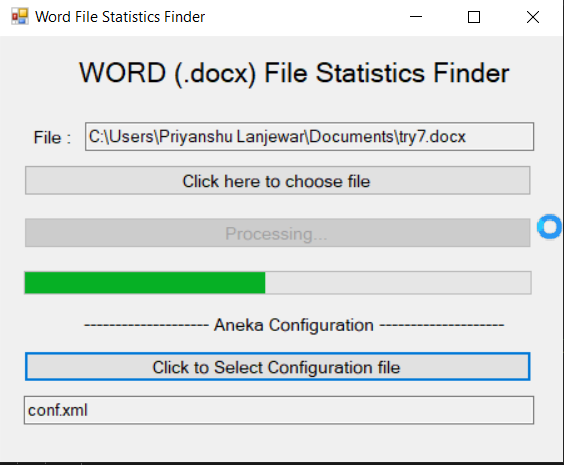 Word File Statistics Finder
WORD (.docx) File Statistics Finder
File : C:\Users\Priyanshu Lanjewar\Documents\try7.docx
Click here to choose file
Processing...
-------------------- Aneka Configuration --------------------
Click to Select Configuration file
conf.xml